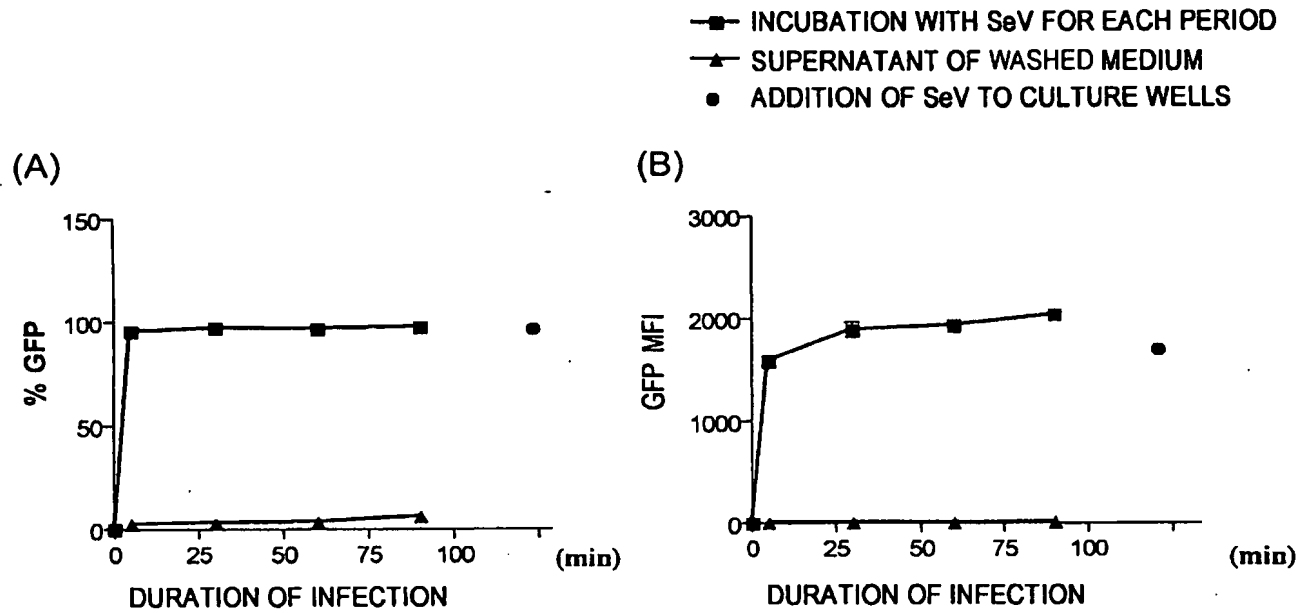 INCUBATION WITH SeV FOR EACH PERIOD
SUPERNATANT OF WASHED MEDIUM
ADDITION OF SeV TO CULTURE WELLS
(A)
150
100
50
0
% GFP
0 25 50 75 100 (min)
DURATION OF INFECTION
(B)
3000
2000
1000
0
GFP MFI
0 25 50 75 100 (min)
DURATION OF INFECTION